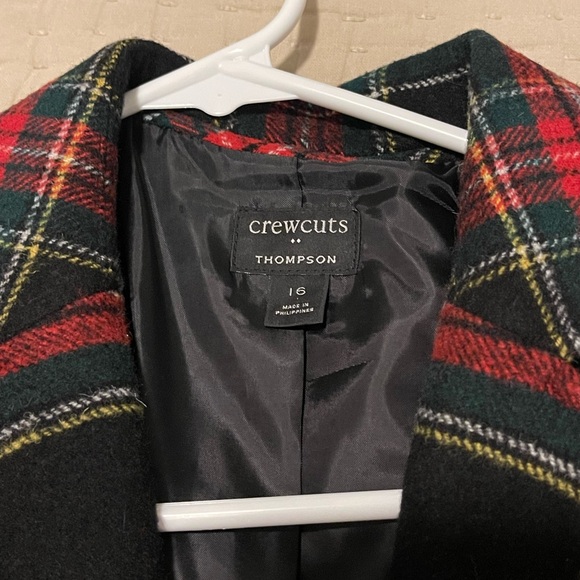 crewcuts
THOMPSON
16
MADE IN
PHILIPPINES